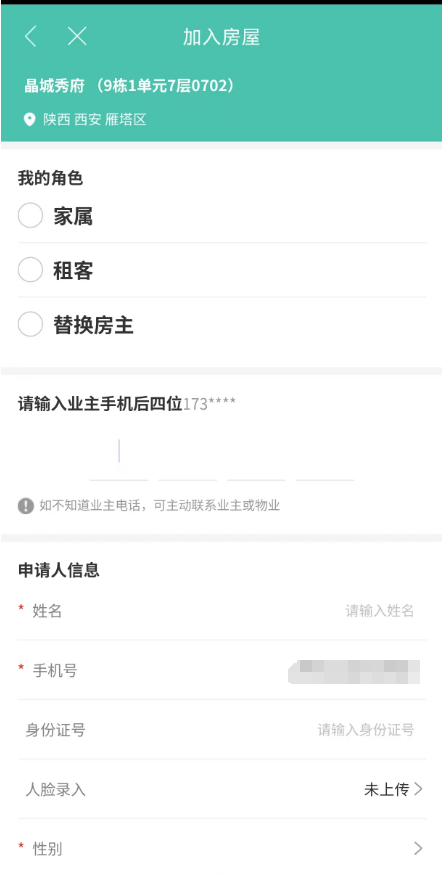 加入房屋
晶城秀府 （9栋1单元7层0702）
陕西 西安 雁塔区
我的角色
家属
租客
替换房主
请输入业主手机后四位173****
如不知道业主电话，可主动联系业主或物业
申请人信息
* 姓名 请输入姓名
* 手机号
身份证号 请输入身份证号
人脸录入 未上传
* 性别